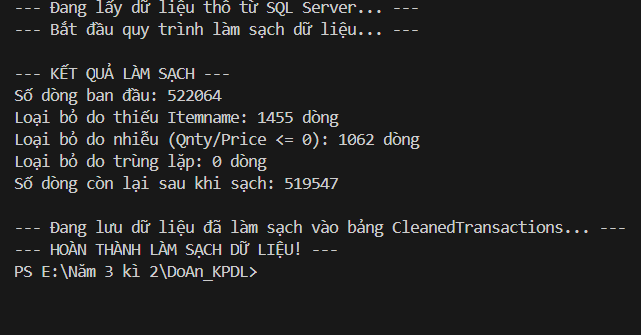 --- Đang lấy dữ liệu thô từ SQL Server... ---
--- Bắt đầu quy trình làm sạch dữ liệu... ---
--- KẾT QUẢ LÀM SẠCH ---
Số dòng ban đầu: 522064
Loại bỏ do thiếu Itemname: 1455 dòng
Loại bỏ do nhiễu (Qnty/Price <= 0): 1062 dòng
Loại bỏ do trùng lặp: 0 dòng
Số dòng còn lại sau khi sạch: 519547
--- Đang lưu dữ liệu đã làm sạch vào bảng CleanedTransactions... ---
--- HOÀN THÀNH LÀM SẠCH DỮ LIỆU! ---
PS E:\Năm 3 kì 2\DoAn_KPDL>